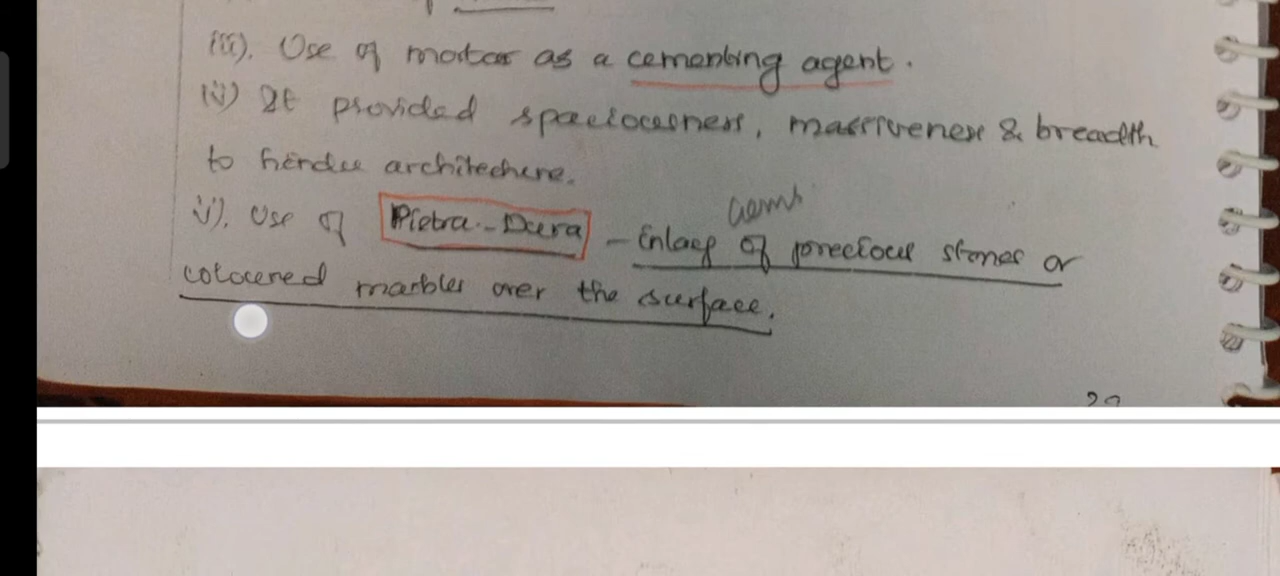 (iii). Use of mortar as a cementing agent.
(iv) It provided spaciousness, massiveness & breadth
to hindu architecture.
v). Use of Pietra-Dura - Inlay of precious stones or
gems
coloured marbles over the surface.